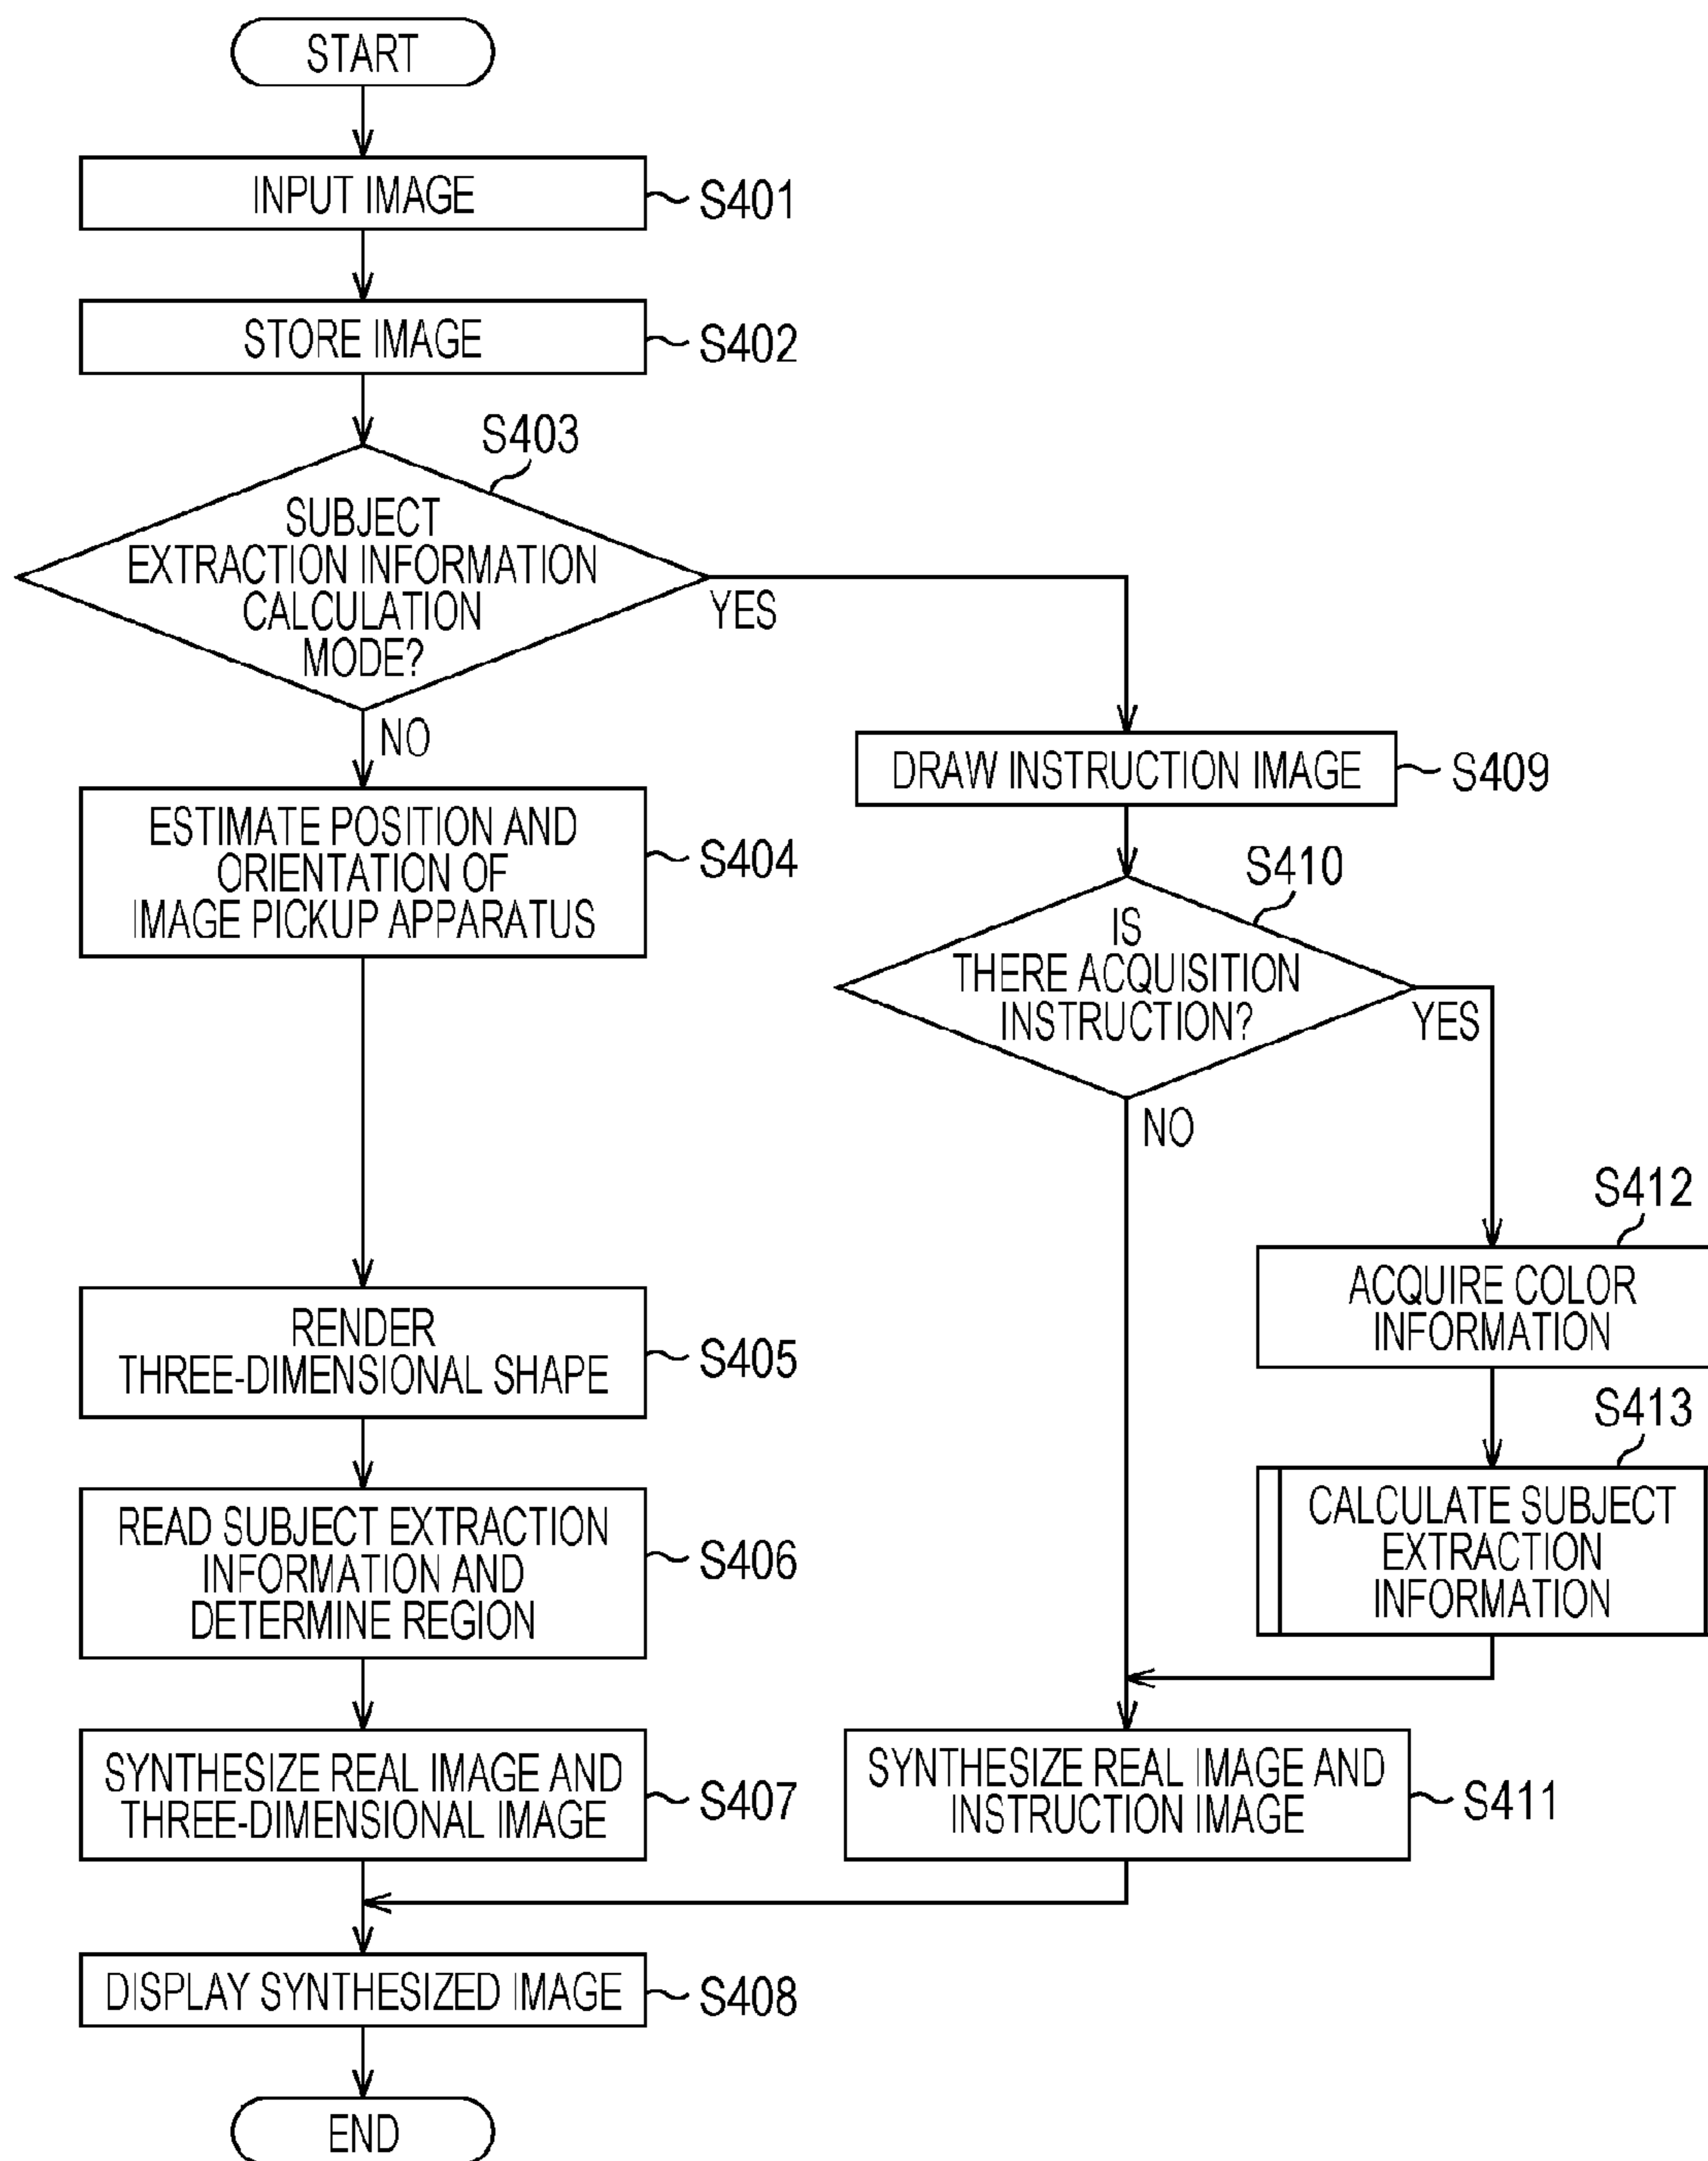 START
INPUT IMAGE
S401
STORE IMAGE
S402
S403
SUBJECT
EXTRACTION INFORMATION
CALCULATION
MODE?
YES
NO
ESTIMATE POSITION AND
ORIENTATION OF
IMAGE PICKUP APPARATUS
S404
RENDER
THREE-DIMENSIONAL SHAPE
S405
READ SUBJECT EXTRACTION
INFORMATION AND
DETERMINE REGION
S406
SYNTHESIZE REAL IMAGE AND
THREE-DIMENSIONAL IMAGE
S407
DRAW INSTRUCTION IMAGE
S409
S410
IS
THERE ACQUISITION
INSTRUCTION?
YES
NO
S412
ACQUIRE COLOR
INFORMATION
S413
CALCULATE SUBJECT
EXTRACTION
INFORMATION
SYNTHESIZE REAL IMAGE AND
INSTRUCTION IMAGE
S411
DISPLAY SYNTHESIZED IMAGE
S408
END